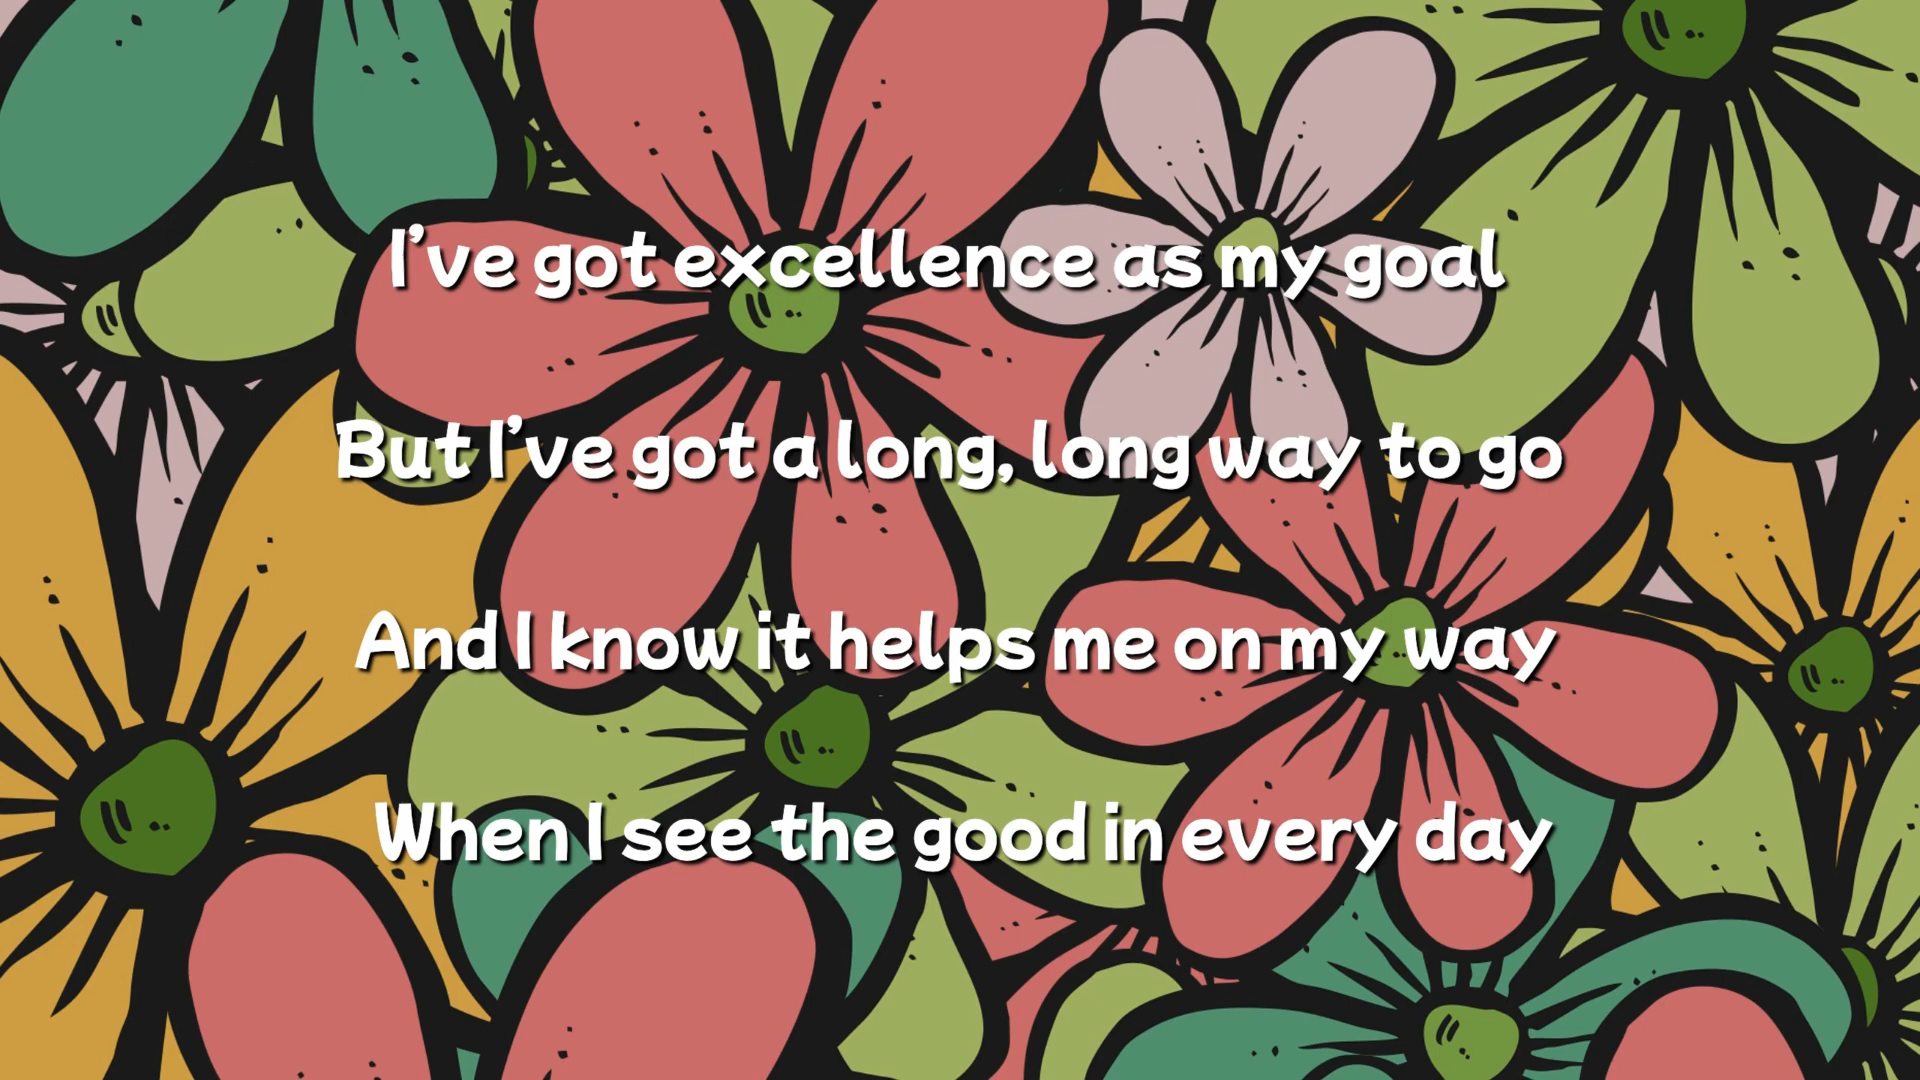 I've got excellence as my goal
But I've got a long, long way to go
And I know it helps me on my way
When I see the good in every day